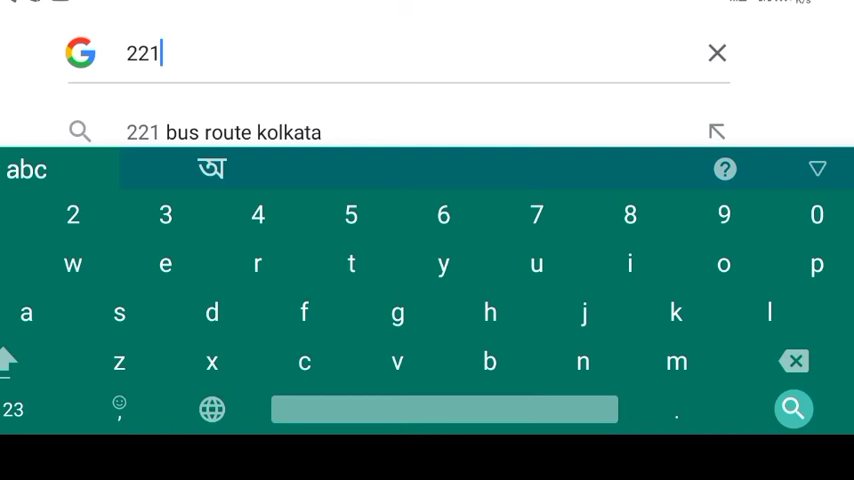 221
221 bus route kolkata
abc অ ?
2 3 4 5 6 7 8 9 0
w e r t y u i o p
a s d f g h j k l
z x c v b n m
23 , .